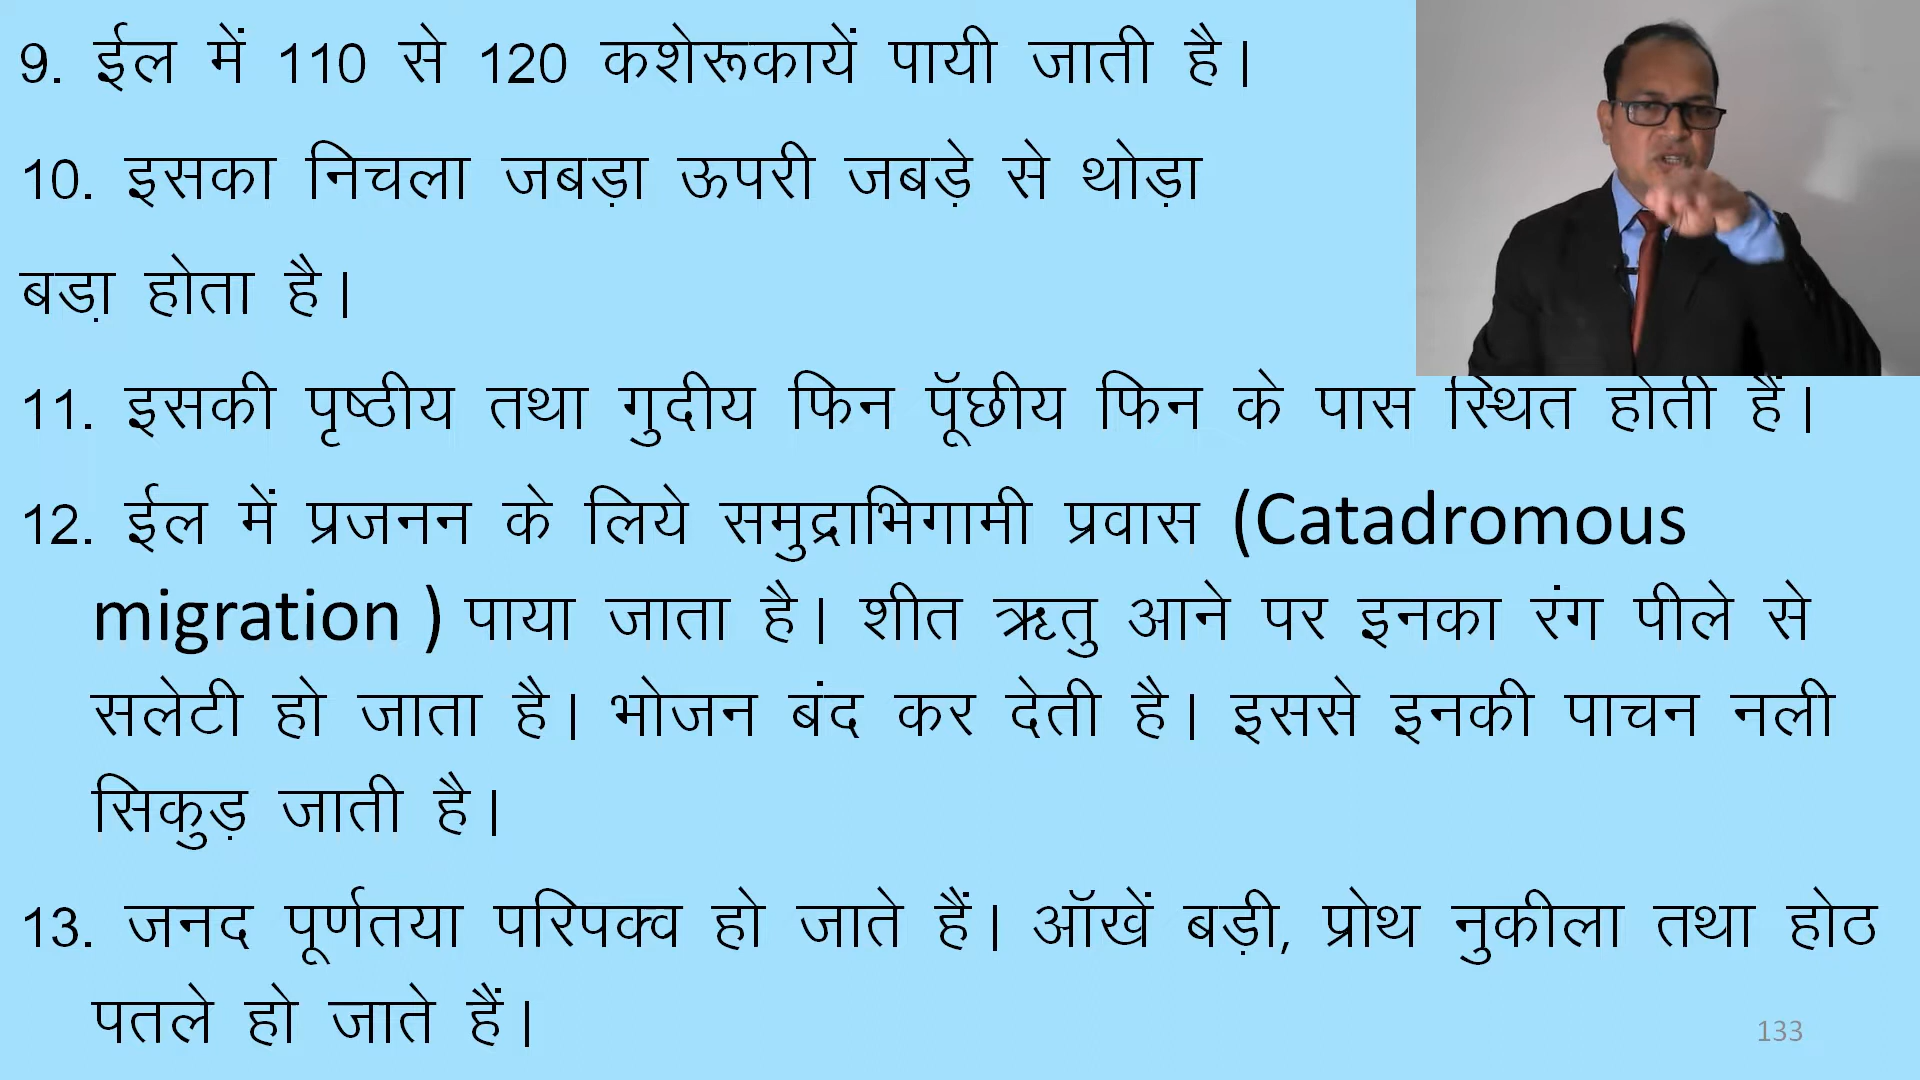 9. ईल में 110 से 120 कशेरूकायें पायी जाती है।
10. इसका निचला जबड़ा ऊपरी जबड़े से थोड़ा
बडा़ होता है।
11. इसकी पृष्ठीय तथा गुदीय फिन पूॅछीय फिन के पास स्थित होती हैं।
12. ईल में प्रजनन के लिये समुद्राभिगामी प्रवास (Catadromous
migration ) पाया जाता है। शीत ऋतु आने पर इनका रंग पीले से
सलेटी हो जाता है। भोजन बंद कर देती है। इससे इनकी पाचन नली
सिकुड़ जाती है।
13. जनद पूर्णतया परिपक्व हो जाते हैं। ऑखें बड़ी, प्रोथ नुकीला तथा होठ
पतले हो जाते हैं।
133